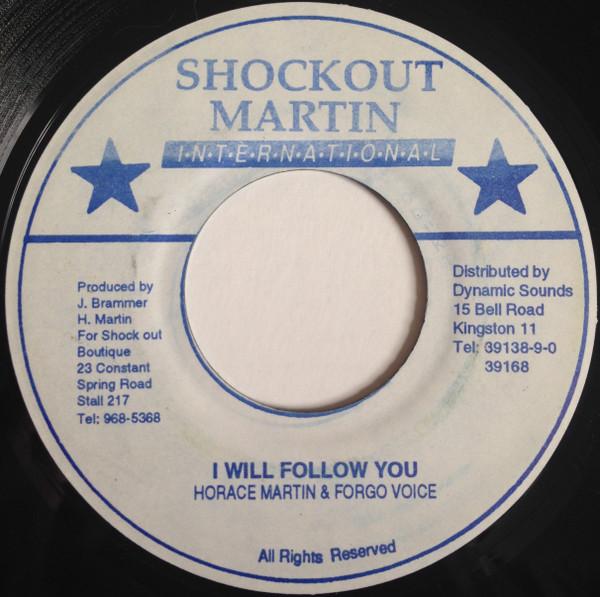 SHOCKOUT
MARTIN
I·N·T·E·R·N·A·T·I·O·N·A·L
Produced by
J. Brammer
H. Martin
For Shock out
Boutique
23 Constant
Spring Road
Stall 217
Tel: 968-5368
Distributed by
Dynamic Sounds
15 Bell Road
Kingston 11
Tel: 39138-9-0
39168
I WILL FOLLOW YOU
HORACE MARTIN & FORGO VOICE
All Rights Reserved